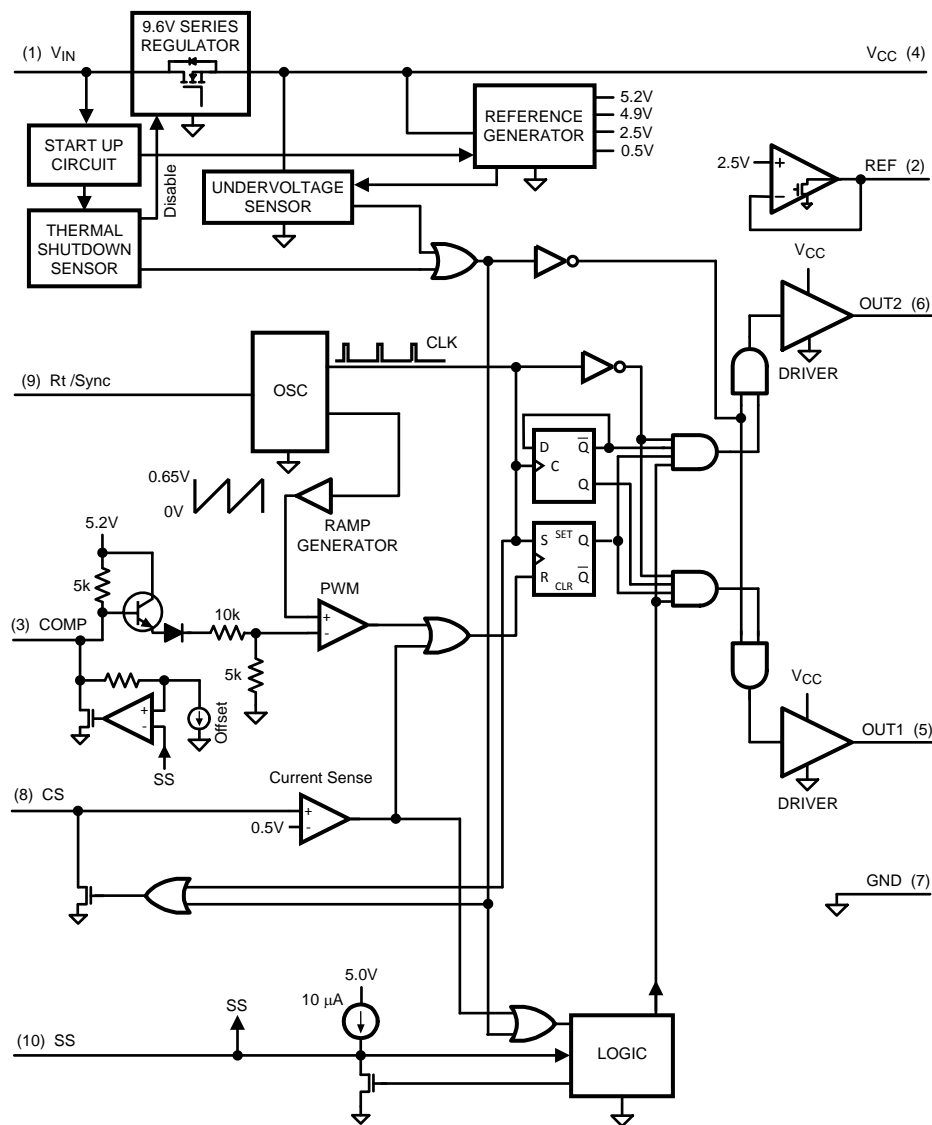 9.6V SERIES
REGULATOR
(1) VIN
VCC (4)
5.2V
4.9V
2.5V
0.5V
REFERENCE
GENERATOR
START UP
CIRCUIT
Disable
UNDERVOLTAGE
SENSOR
2.5V
+
−
REF (2)
THERMAL
SHUTDOWN
SENSOR
VCC
OUT2 (6)
DRIVER
CLK
(9) Rt /Sync
OSC
D
Q
C
Q
0.65V
0V
RAMP
GENERATOR
5.2V
5k
S
SET
Q
R
CLR
Q
PWM
+
-
10k
(3) COMP
5k
+
-
Offset
SS
VCC
OUT1 (5)
DRIVER
Current Sense
(8) CS
+
0.5V
-
GND (7)
5.0V
10 μA
SS
(10) SS
LOGIC